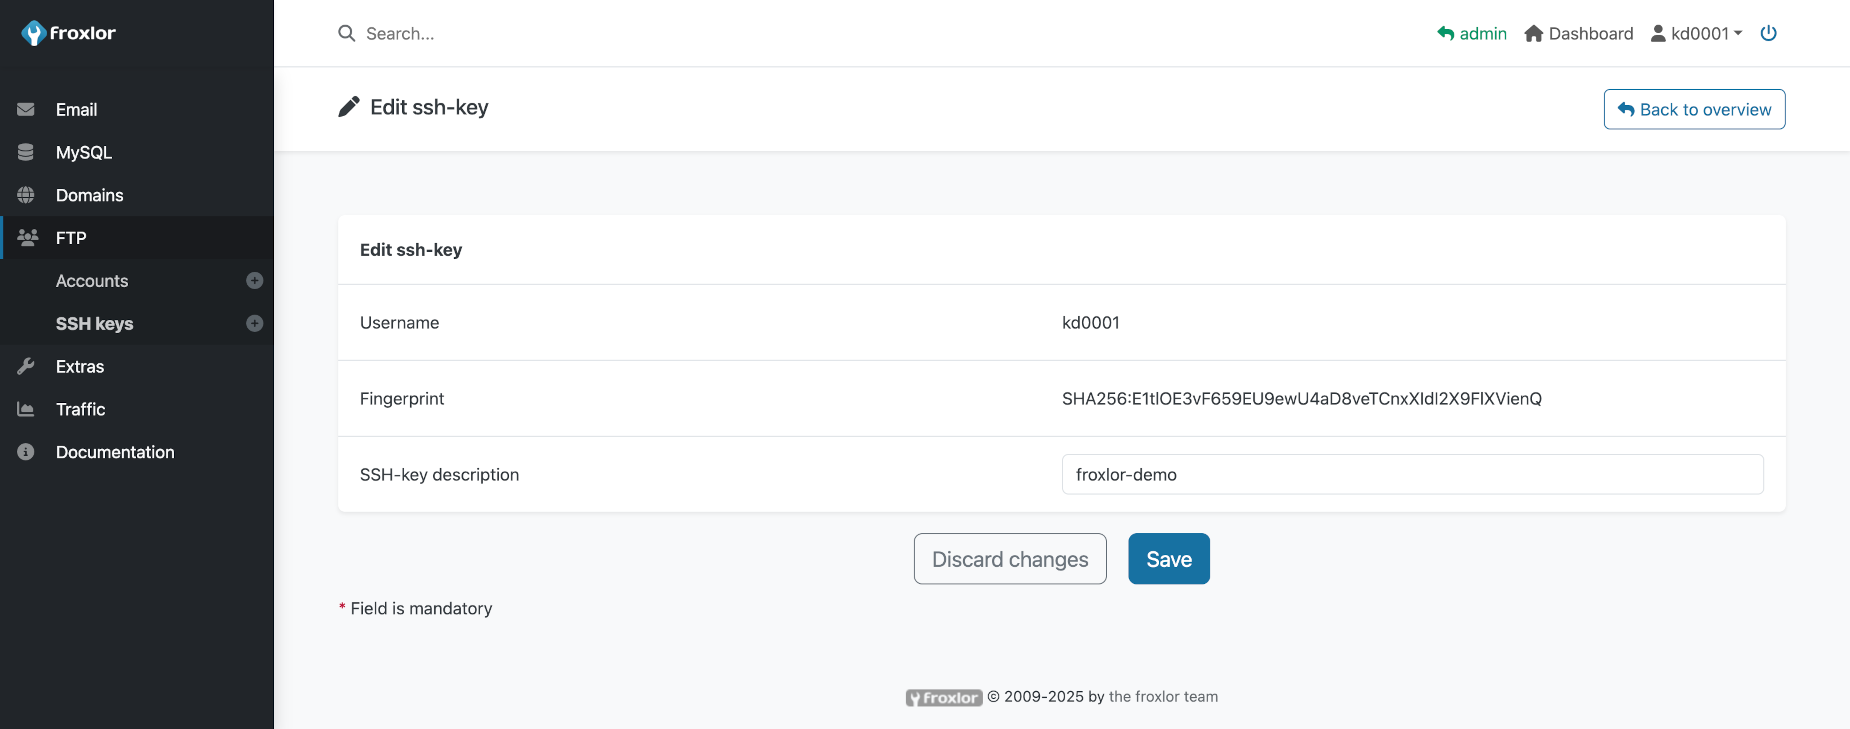 froxlor
Search...
admin Dashboard kd0001
Edit ssh-key
Back to overview
Email
MySQL
Domains
FTP
Accounts
SSH keys
Extras
Traffic
Documentation
Edit ssh-key
Username kd0001
Fingerprint SHA256:E1tlOE3vF659EU9ewU4aD8veTCnxXIdI2X9FIXVienQ
SSH-key description froxlor-demo
Discard changes Save
* Field is mandatory
froxlor © 2009-2025 by the froxlor team